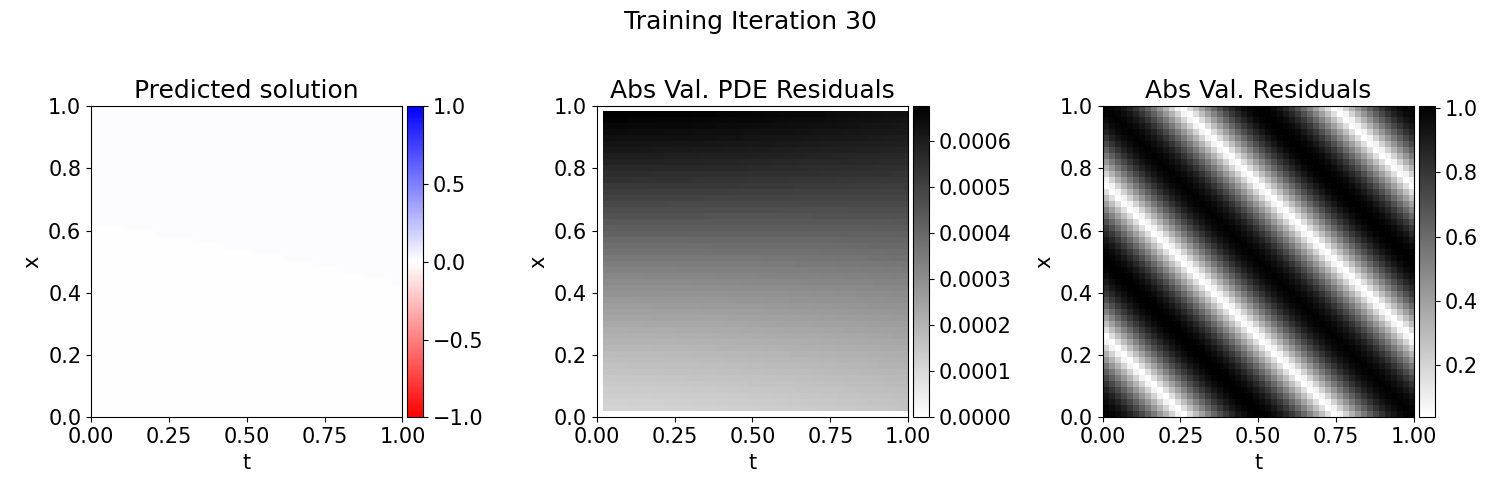 Training Iteration 30
Predicted solution
1.0
0.8
0.6
0.4
0.2
0.0
x
0.00 0.25 0.50 0.75 1.00
t
1.0
0.5
0.0
−0.5
−1.0
Abs Val. PDE Residuals
1.0
0.8
0.6
0.4
0.2
0.0
x
0.00 0.25 0.50 0.75 1.00
t
0.0006
0.0005
0.0004
0.0003
0.0002
0.0001
0.0000
Abs Val. Residuals
1.0
0.8
0.6
0.4
0.2
0.0
x
0.00 0.25 0.50 0.75 1.00
t
1.0
0.8
0.6
0.4
0.2